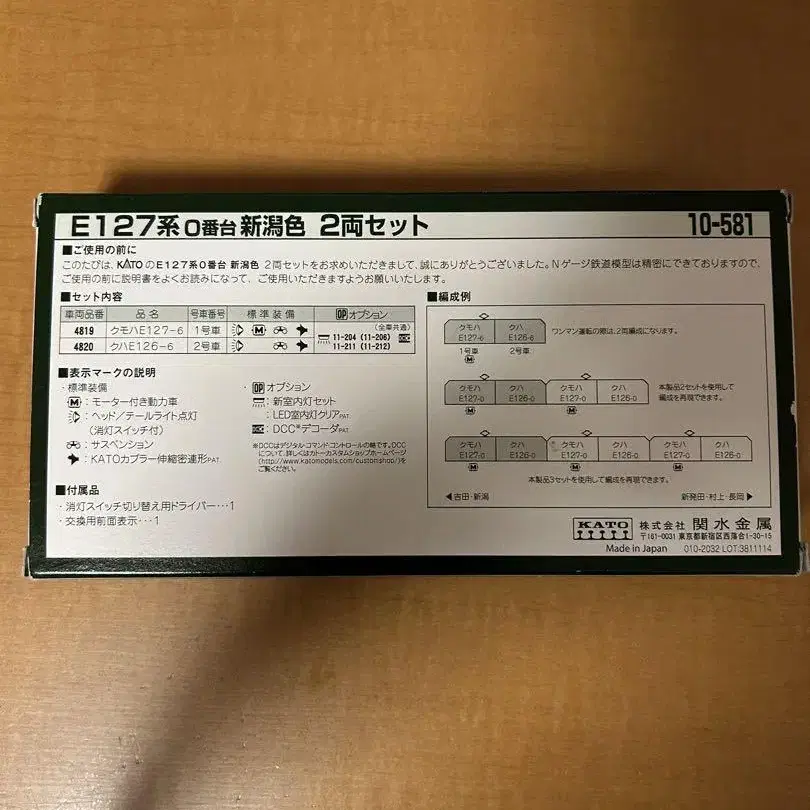 E127系 0番台 新潟色 2両セット 10-581
■ご使用の前に
このたびは、KATOのE127系0番台 新潟色 2両セットをお求めいただきまして、誠にありがとうございました。Nゲージ鉄道模型は精密にできておりますので、
ご使用の前に説明書をよくお読みになって、ご使用いただきますようお願いいたします。
■セット内容
車両品番 品名 号車番号 標準装備 OPオプション
4819 クモハE127-6 1号車 M (全車共通)
4820 クハE126-6 2号車 11-204 (11-206)
11-211 (11-212)
■表示マークの説明
・標準装備
M:モーター付き動力車
:ヘッド/テールライト点灯
(消灯スイッチ付)
:サスペンション
:KATOカプラー伸縮密連形PAT.
・OPオプション
:新室内灯セット
:LED室内灯クリアPAT.
:DCC※デコーダPAT.
※DCCはデジタル・コマンド・コントロールの略です。DCC
について、詳しくはカトーカスタムショップホームページ
(http://www.katomodels.com/customshop/)を
ご覧ください。
■付属品
・消灯スイッチ切り替え用ドライバー…1
・交換用前面表示…1
■編成例
クモハ E127-6 クハ E126-6 ワンマン運転の際は、2両編成になります。
1号車 2号車
M
クモハ E127-0 クハ E126-0 クモハ E127-0 クハ E126-0 本製品2セットを使用して
編成を再現できます。
M M
クモハ E127-0 クハ E126-0 クモハ E127-0 クハ E126-0 クモハ E127-0 クハ E126-0
M M M
本製品3セットを使用して編成を再現できます。
◀吉田・新潟 新発田・村上・長岡▶
KATO 株式会社 関水金属
〒161-0031 東京都新宿区西落合1-30-15
Made in Japan 010-2032 LOT:3811114